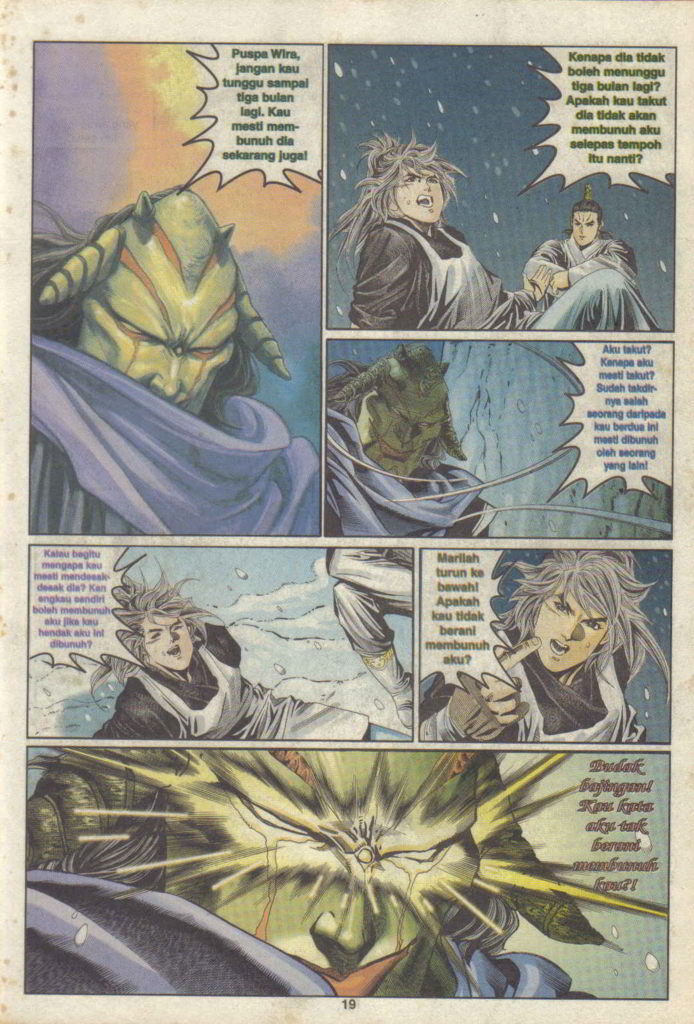 Puspa Wira,
jangan kau
tunggu sampai
tiga bulan
lagi. Kau
mesti mem-
bunuh dia
sekarang juga!
Kenapa dia tidak
boleh menunggu
tiga bulan lagi?
Apakah kau takut
dia tidak akan
membunuh aku
selepas tempoh
itu nanti?
Aku takut?
Kenapa aku
mesti takut?
Sudah takdir-
nya salah
seorang daripada
kau berdua ini
mesti dibunuh
oleh seorang
yang lain!
Kalau begitu
mengapa kau
mesti mendesak-
desak dia? Kan
engkau sendiri
boleh membunuh
aku jika kau
hendak aku ini
dibunuh?
Marilah
turun ke
bawah!
Apakah
kau tidak
berani
membunuh
aku?
Budak
bajingan!
Kau kata
aku tak
berani
membunuh
kau?!
19